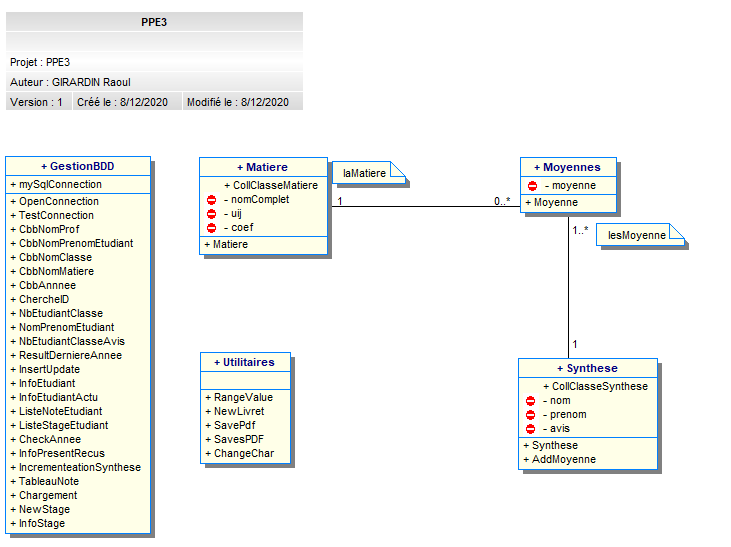 PPE3
Projet : PPE3
Auteur : GIRARDIN Raoul
Version : 1 Créé le : 8/12/2020 Modifié le : 8/12/2020
+ GestionBDD
+ mySqlConnection
+ OpenConnection
+ TestConnection
+ CbbNomProf
+ CbbNomPrenomEtudiant
+ CbbNomClasse
+ CbbNomMatiere
+ CbbAnnnee
+ ChercheID
+ NbEtudiantClasse
+ NomPrenomEtudiant
+ NbEtudiantClasseAvis
+ ResultDerniereAnnee
+ InsertUpdate
+ InfoEtudiant
+ InfoEtudiantActu
+ ListeNoteEtudiant
+ ListeStageEtudiant
+ CheckAnnee
+ InfoPresentRecus
+ IncrementeationSynthese
+ TableauNote
+ Chargement
+ NewStage
+ InfoStage
+ Matiere
+ CollClasseMatiere
- nomComplet
- uij
- coef
+ Matiere
laMatiere
1
0..*
+ Moyennes
- moyenne
+ Moyenne
1..*
lesMoyenne
1
+ Utilitaires
+ RangeValue
+ NewLivret
+ SavePdf
+ SavesPDF
+ ChangeChar
+ Synthese
+ CollClasseSynthese
- nom
- prenom
- avis
+ Synthese
+ AddMoyenne